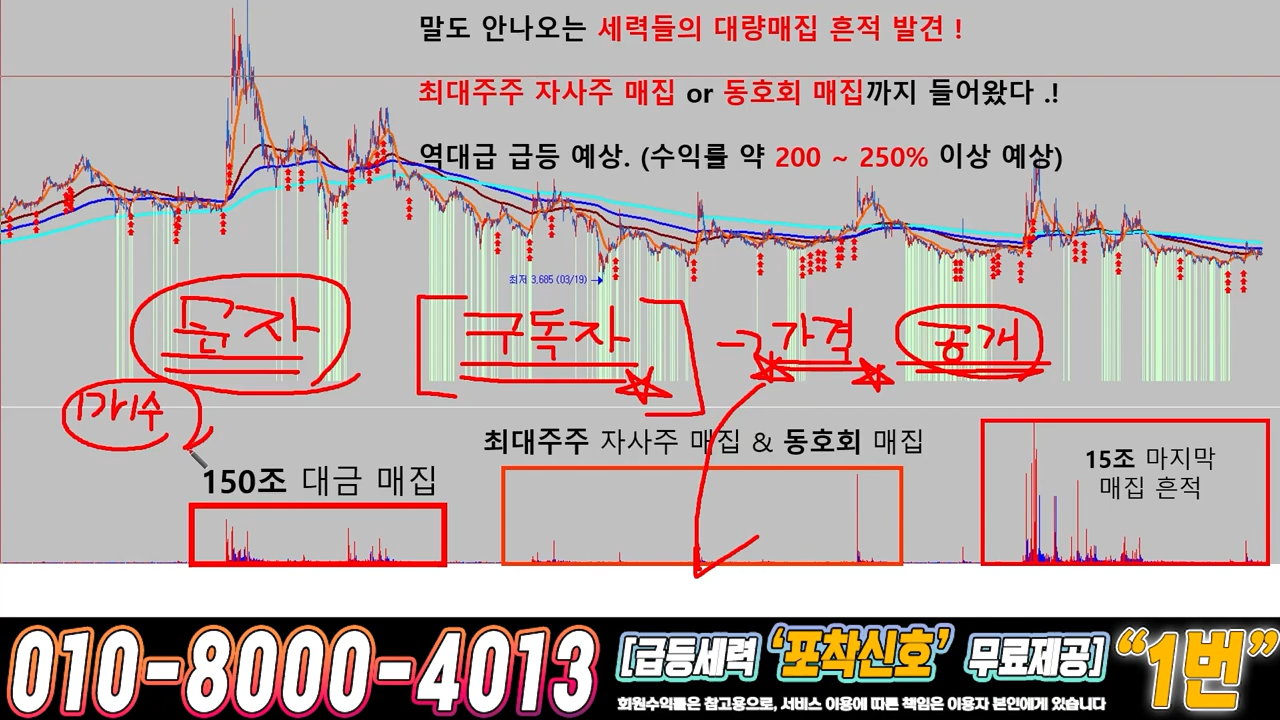 말도 안나오는 세력들의 대량매집 흔적 발견 !
최대주주 자사주 매집 or 동호회 매집까지 들어왔다 .!
역대급 급등 예상. (수익률 약 200 ~ 250% 이상 예상)
최저 3,685 (03/19)
문자
구독자
가격
공개
최대주주 자사주 매집 & 동호회 매집
150조 대금 매집
15조 마지막
매집 흔적
010-8000-4013
[급등세력 '포착신호' 무료제공]
"1번"
회원수익률은 참고용으로, 서비스 이용에 따른 책임은 이용자 본인에게 있습니다